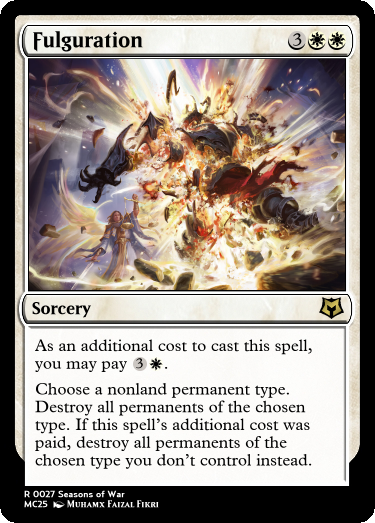 Fulguration 3
Sorcery
As an additional cost to cast this spell,
you may pay 3.
Choose a nonland permanent type.
Destroy all permanents of the chosen
type. If this spell's additional cost was
paid, destroy all permanents of the
chosen type you don't control instead.
R 0027 Seasons of War
MC25 Muhamx Faizal Fikri